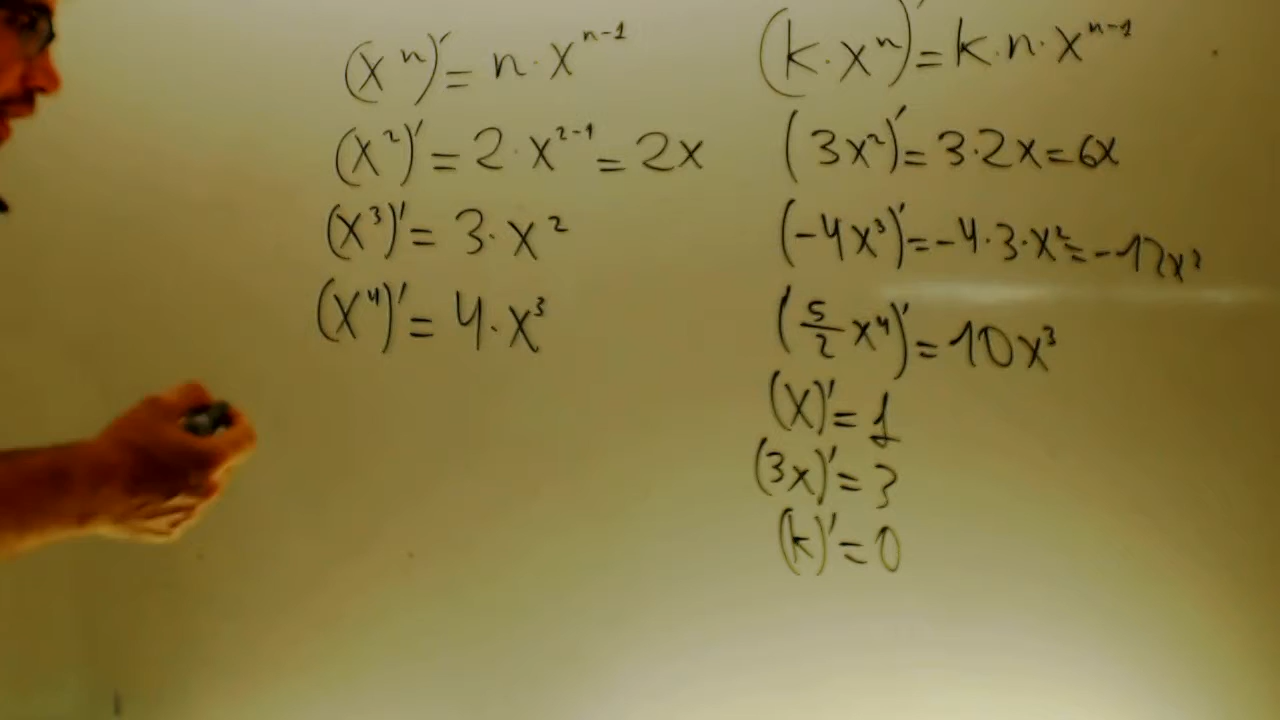 (xⁿ)' = n·xⁿ⁻¹
(x²)' = 2·x²⁻¹ = 2x
(x³)' = 3·x²
(x⁴)' = 4·x³
(k·xⁿ)' = k·n·xⁿ⁻¹
(3x²)' = 3·2x = 6x
(-4x³)' = -4·3·x² = -12x²
(5/2 x⁴)' = 10x³
(x)' = 1
(3x)' = 3
(k)' = 0